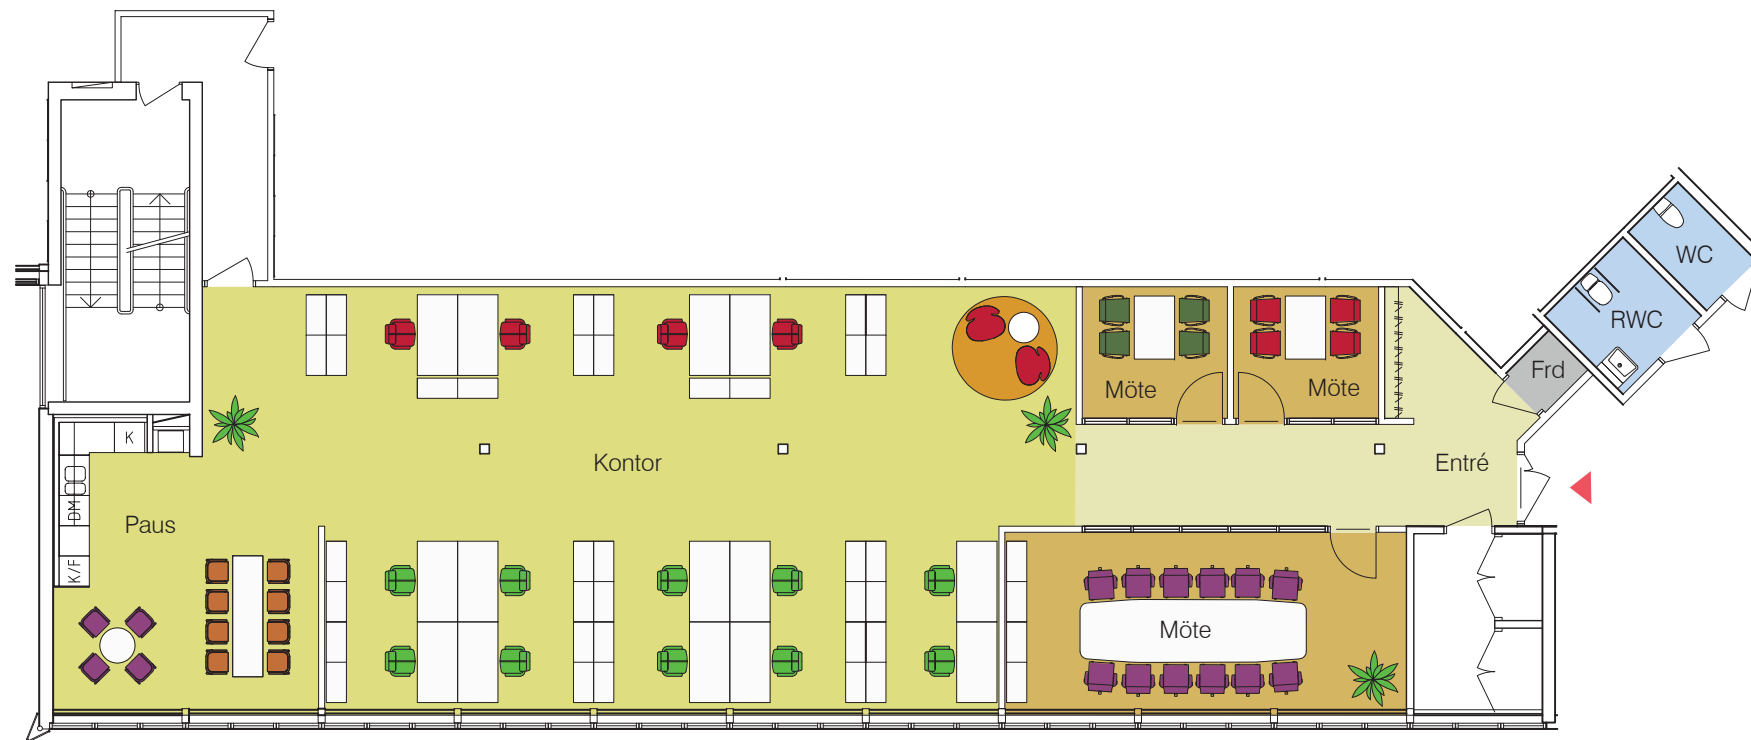 WC
RWC
Frd
Möte
Möte
K
Kontor
Entré
DM
Paus
K/F
Möte